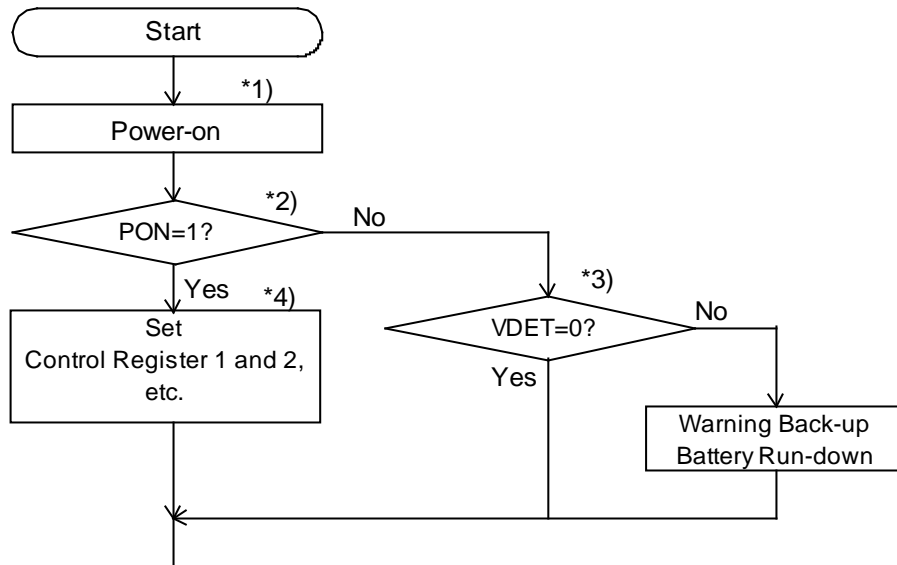 Start
*1)
Power-on
*2)
PON=1?
No
Yes
*3)
*4)
VDET=0?
No
Set
Control Register 1 and 2,
etc.
Yes
Warning Back-up
Battery Run-down